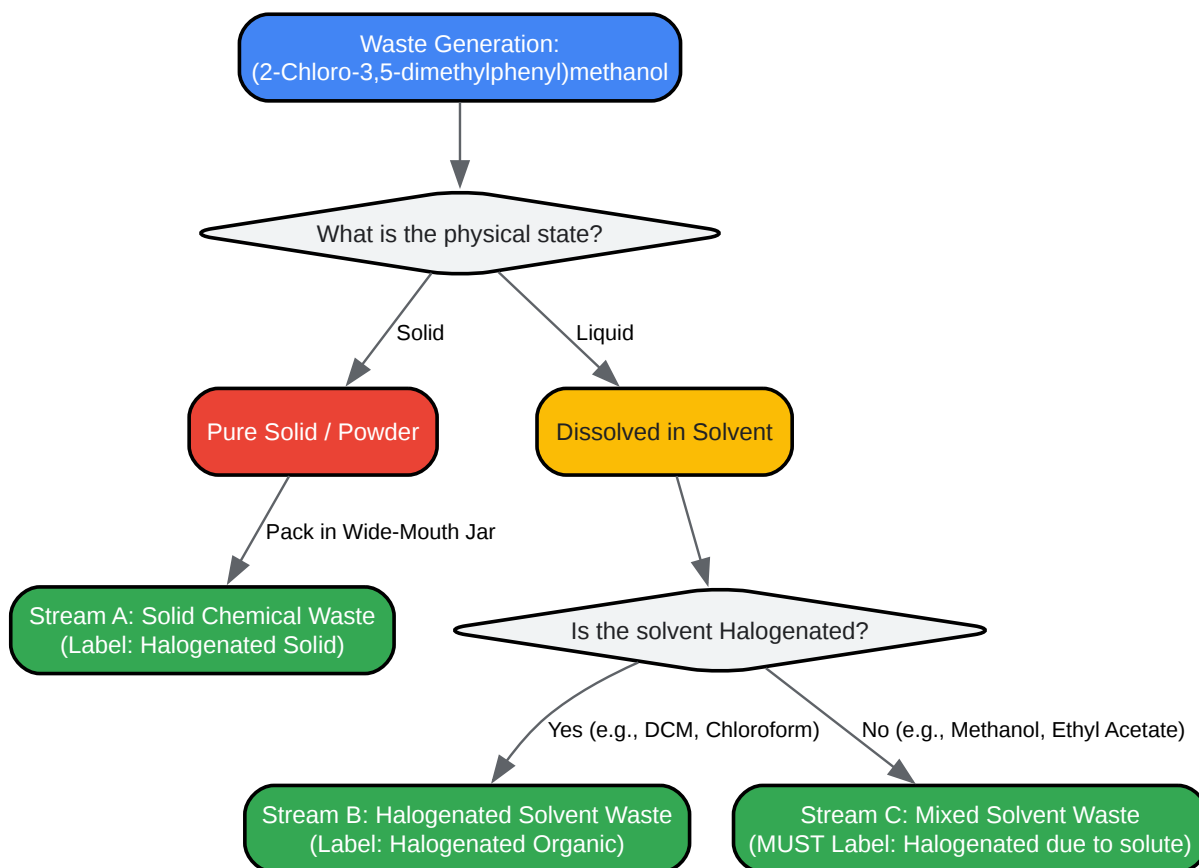 Waste Generation:
(2-Chloro-3,5-dimethylphenyl)methanol
What is the physical state?
Solid
Liquid
Pure Solid / Powder
Dissolved in Solvent
Pack in Wide-Mouth Jar
Stream A: Solid Chemical Waste
(Label: Halogenated Solid)
Is the solvent Halogenated?
Yes (e.g., DCM, Chloroform)
No (e.g., Methanol, Ethyl Acetate)
Stream B: Halogenated Solvent Waste
(Label: Halogenated Organic)
Stream C: Mixed Solvent Waste
(MUST Label: Halogenated due to solute)